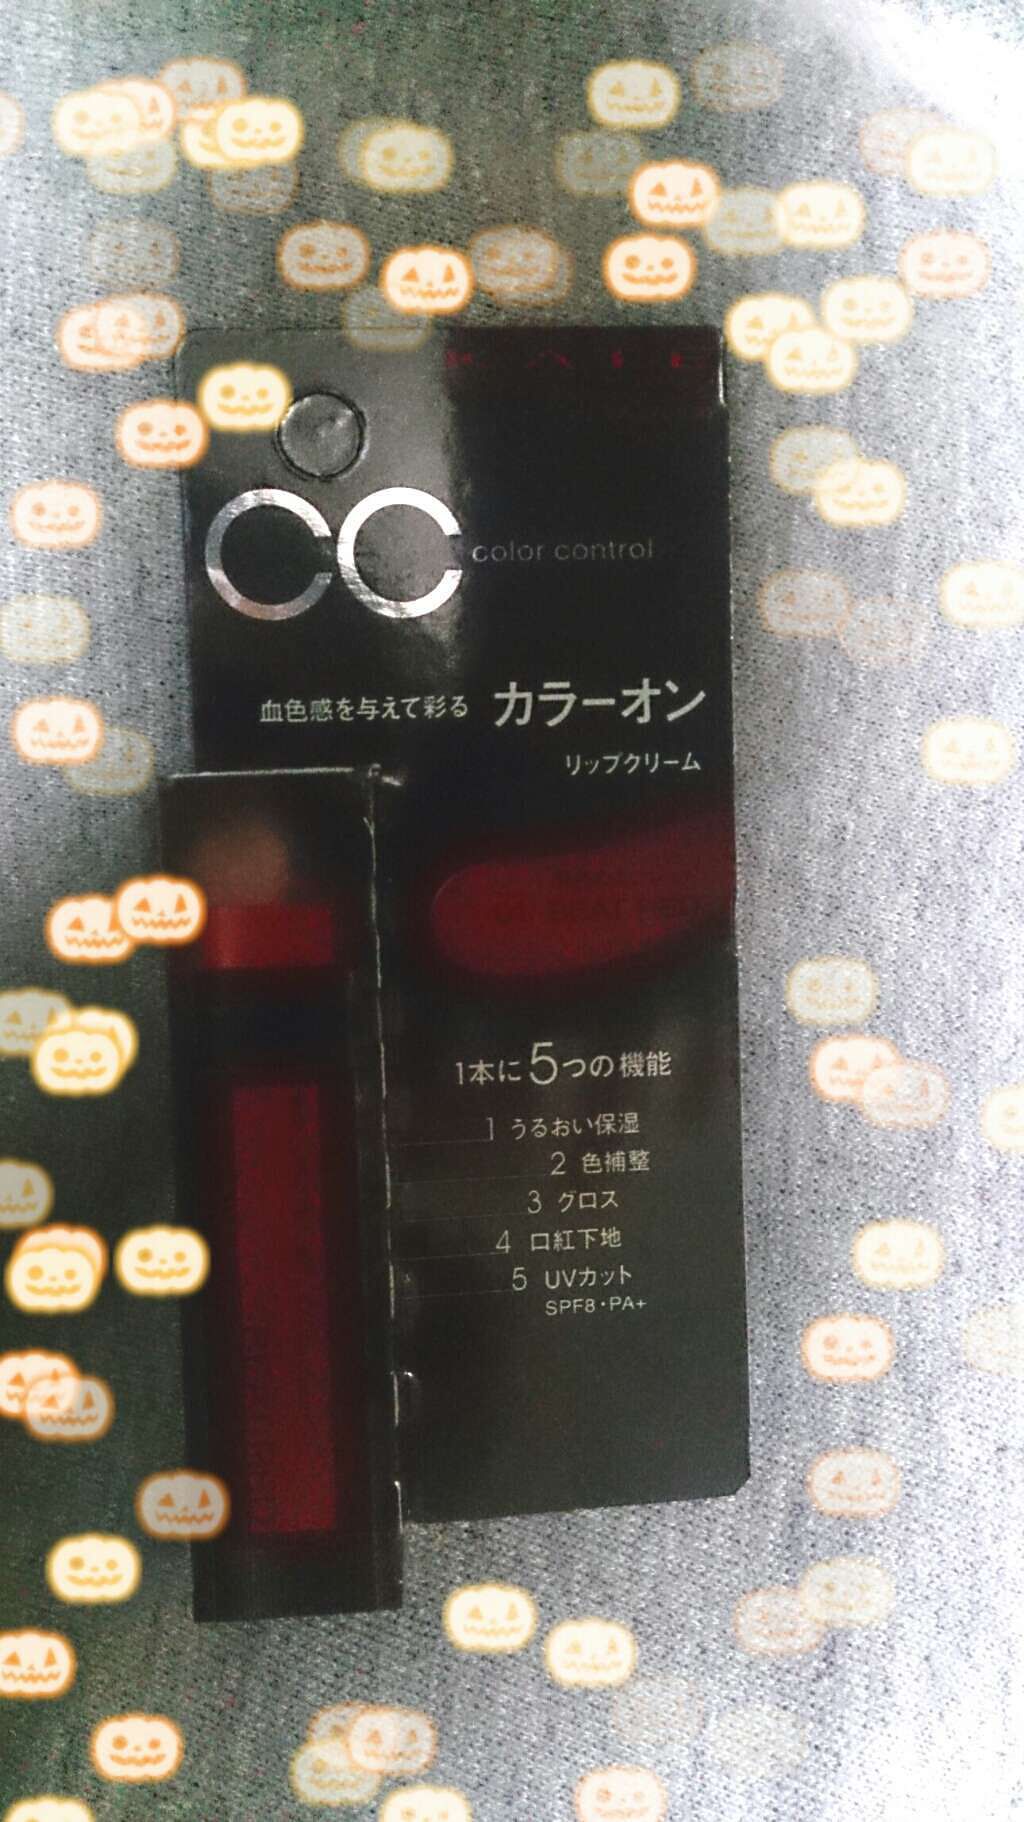 KATE
CC color control
血色感を与えて彩る カラーオン
リップクリーム
1本に5つの機能
1 うるおい保湿
2 色補整
3 グロス
4 口紅下地
5 UVカット
SPF8・PA+